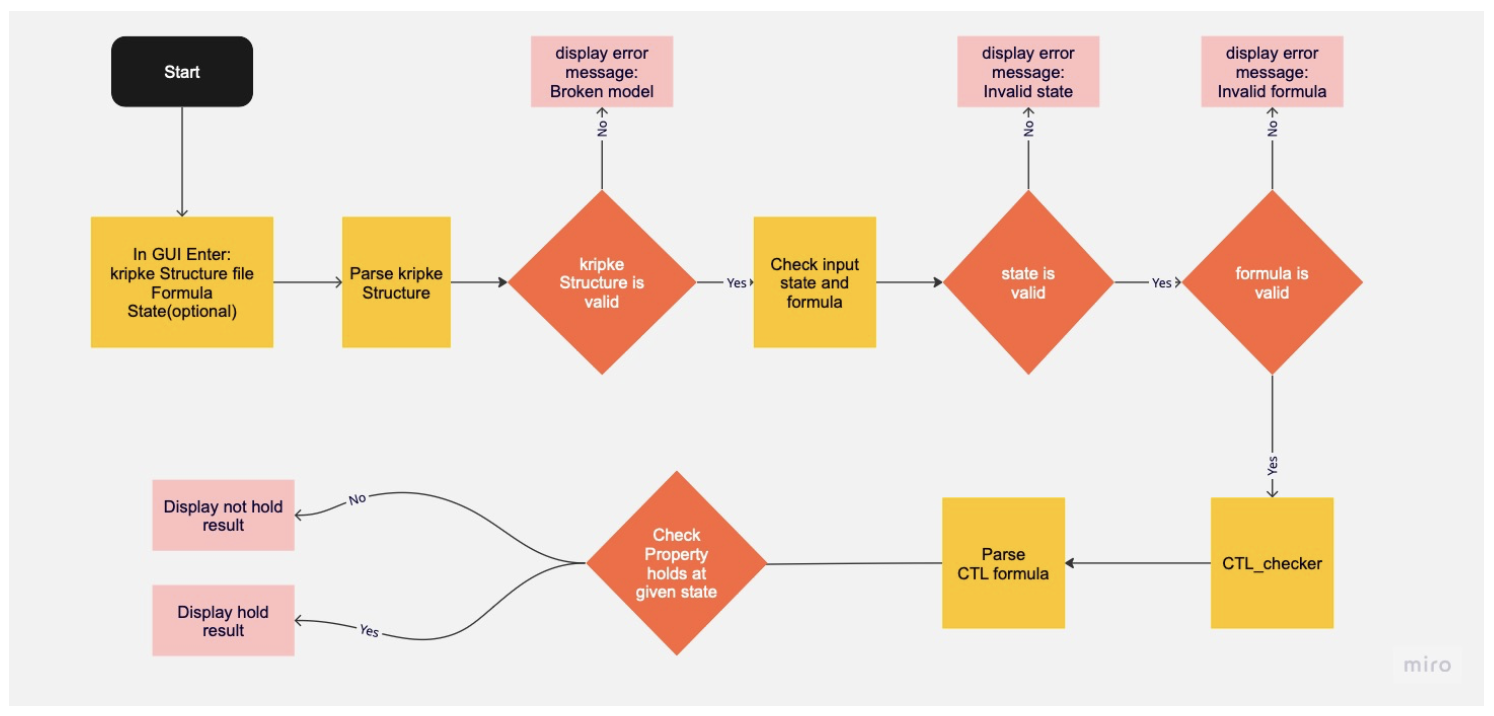 Start
display error
message:
Broken model
display error
message:
Invalid state
display error
message:
Invalid formula
No
No
No
In GUI Enter:
kripke Structure file
Formula
State(optional)
Parse kripke
Structure
kripke
Structure is
valid
Yes
Check input
state and
formula
state is
valid
Yes
formula is
valid
Yes
Display not hold
result
No
Check
Property
holds at
given state
Parse
CTL formula
CTL_checker
Display hold
result
Yes
miro